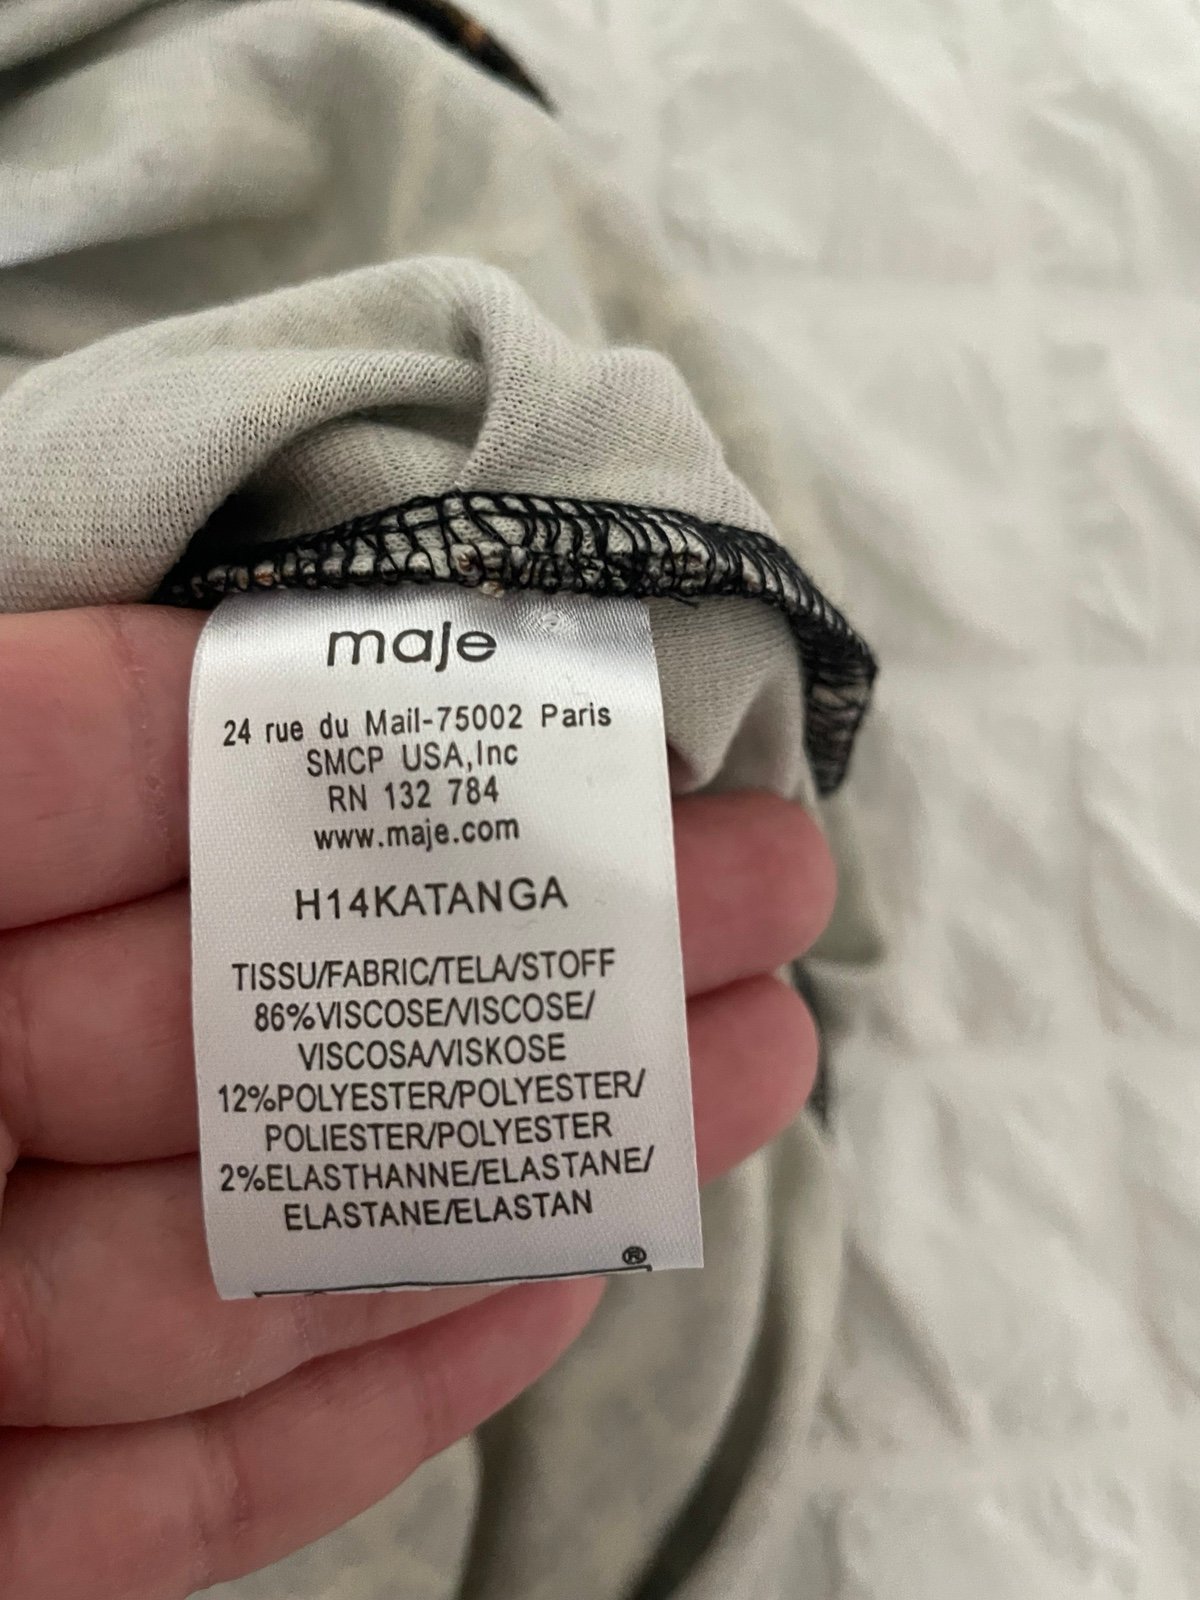 maje
24 rue du Mail-75002 Paris
SMCP USA,Inc
RN 132 784
www.maje.com
H14KATANGA
TISSU/FABRIC/TELA/STOFF
86%VISCOSE/VISCOSE/
VISCOSA/VISKOSE
12%POLYESTER/POLYESTER/
POLIESTER/POLYESTER
2%ELASTHANNE/ELASTANE/
ELASTANE/ELASTAN
®